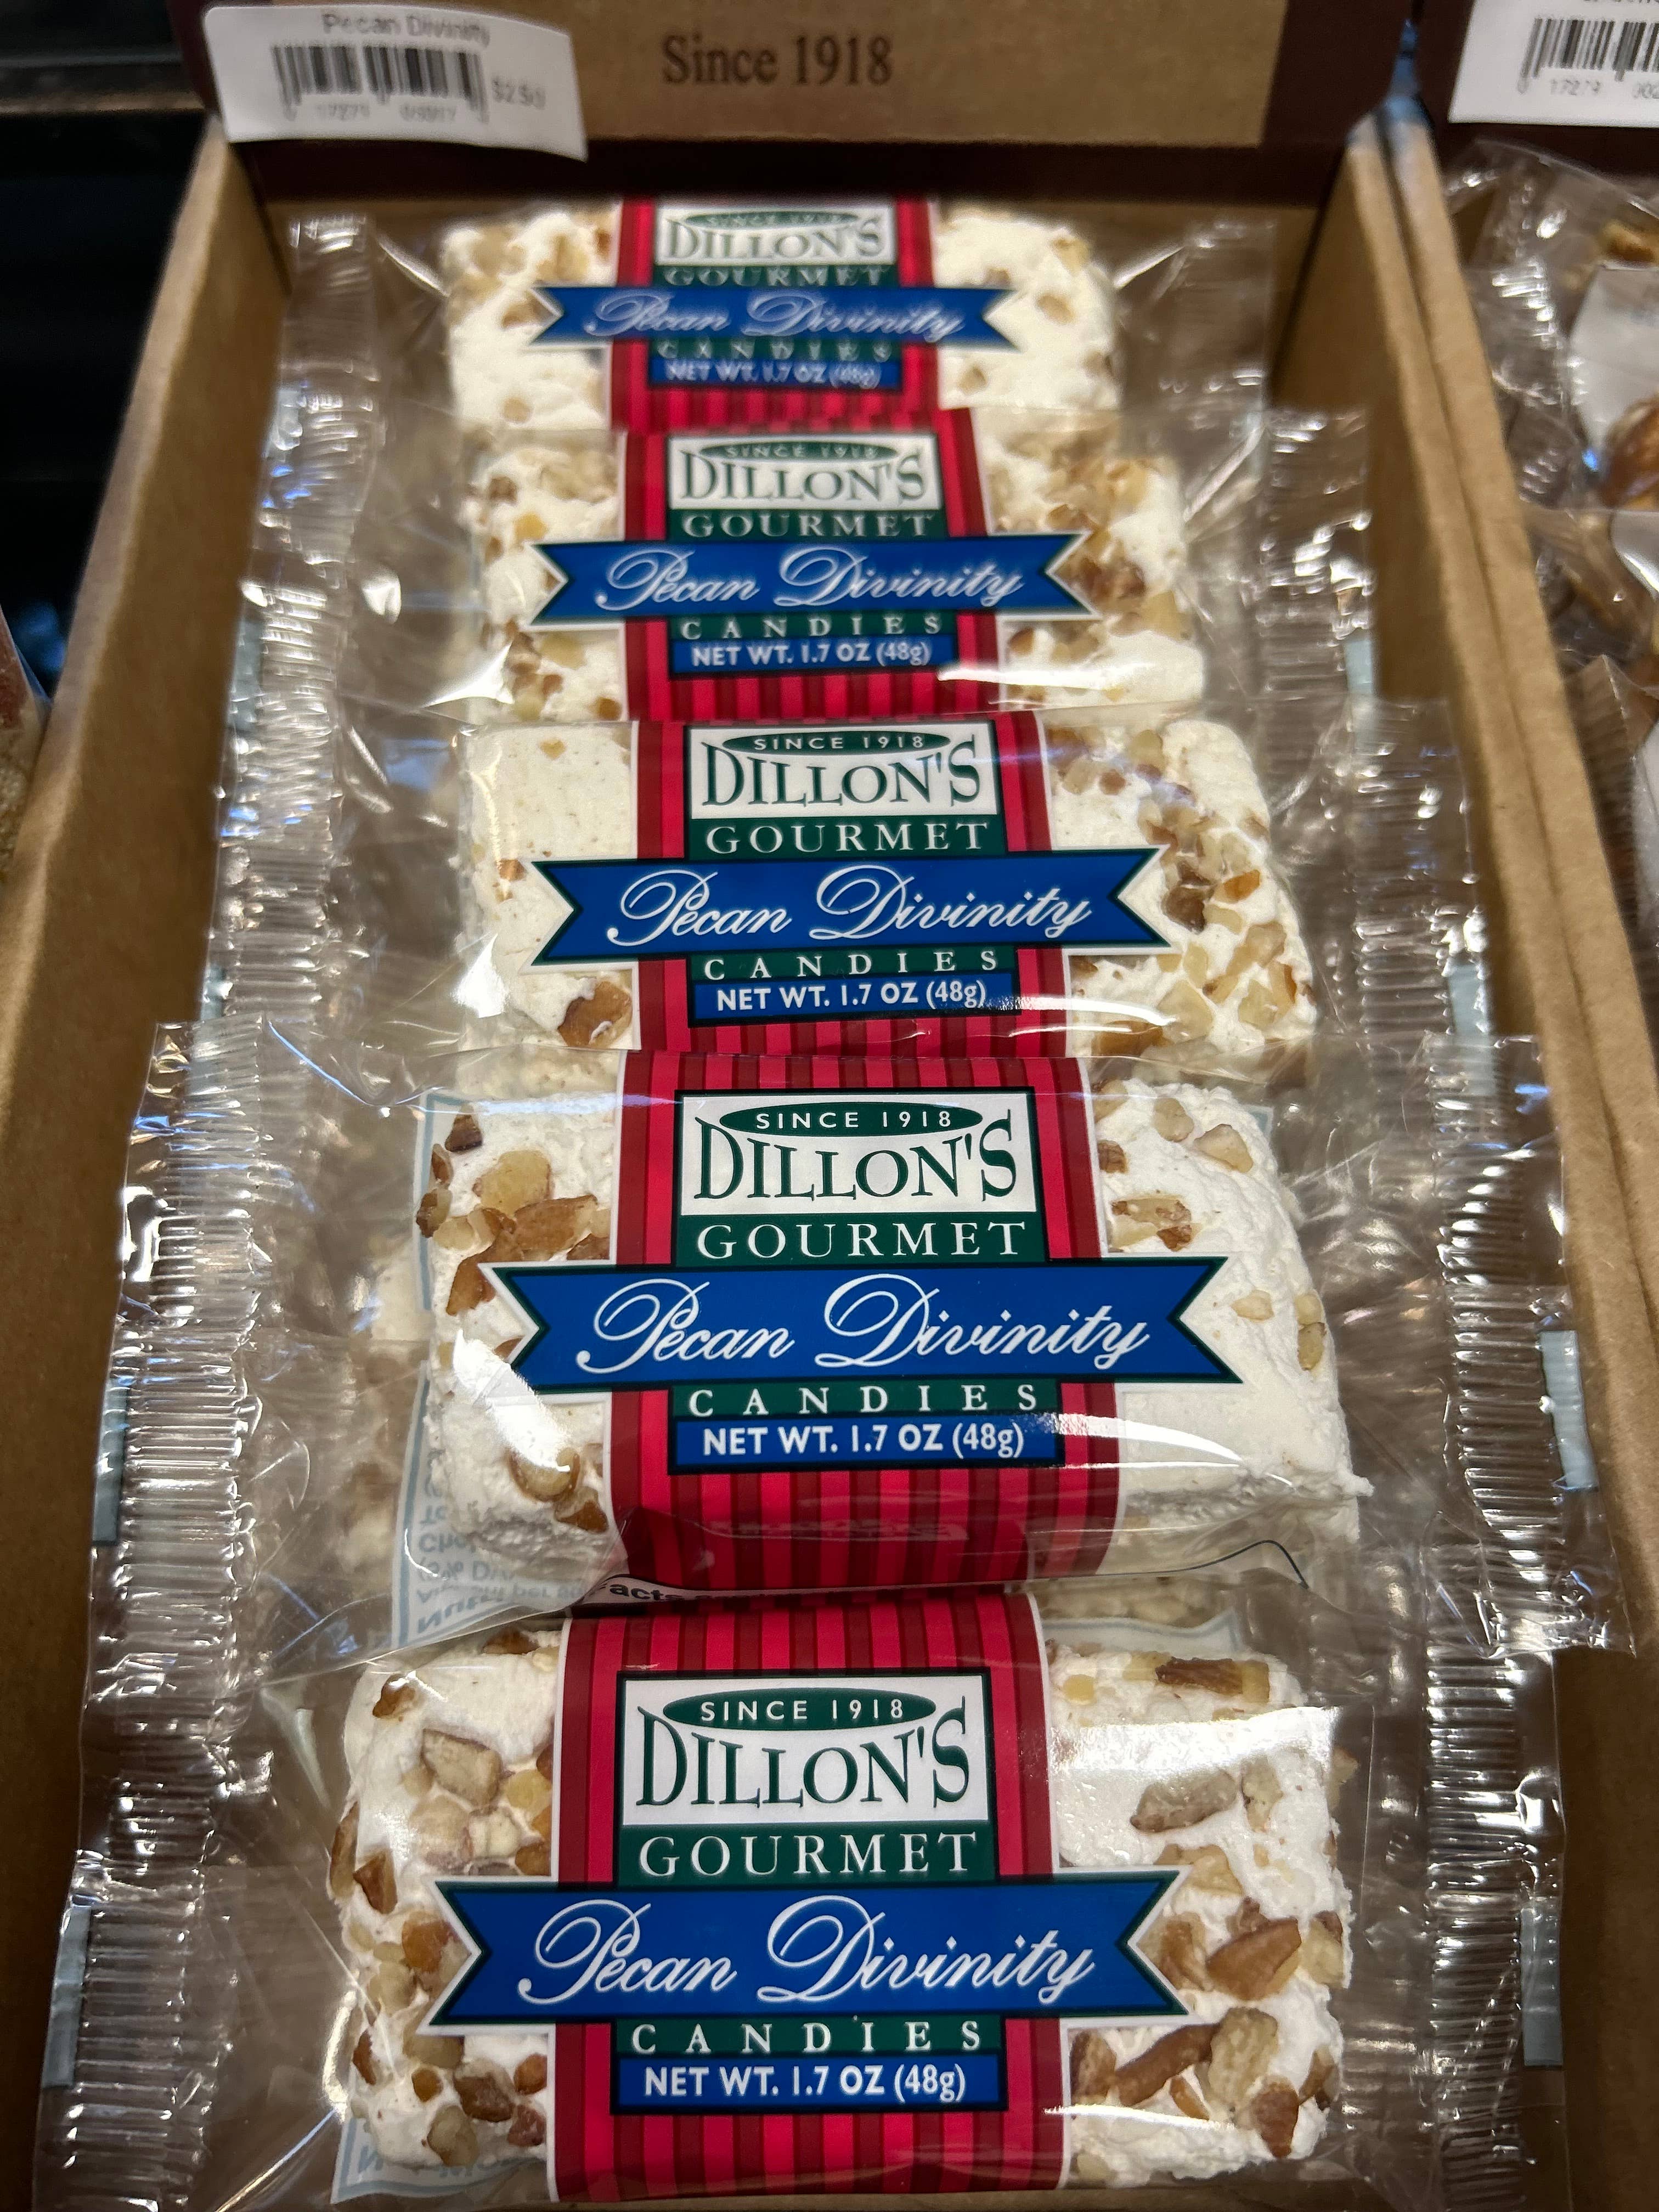 Pecan Divinity
$2.50
Since 1918
SINCE 1918
DILLON'S
GOURMET
Pecan Divinity
CANDIES
NET WT. 1.7 OZ (48g)
SINCE 1918
DILLON'S
GOURMET
Pecan Divinity
CANDIES
NET WT. 1.7 OZ (48g)
SINCE 1918
DILLON'S
GOURMET
Pecan Divinity
CANDIES
NET WT. 1.7 OZ (48g)
SINCE 1918
DILLON'S
GOURMET
Pecan Divinity
CANDIES
NET WT. 1.7 OZ (48g)
SINCE 1918
DILLON'S
GOURMET
Pecan Divinity
CANDIES
NET WT. 1.7 OZ (48g)